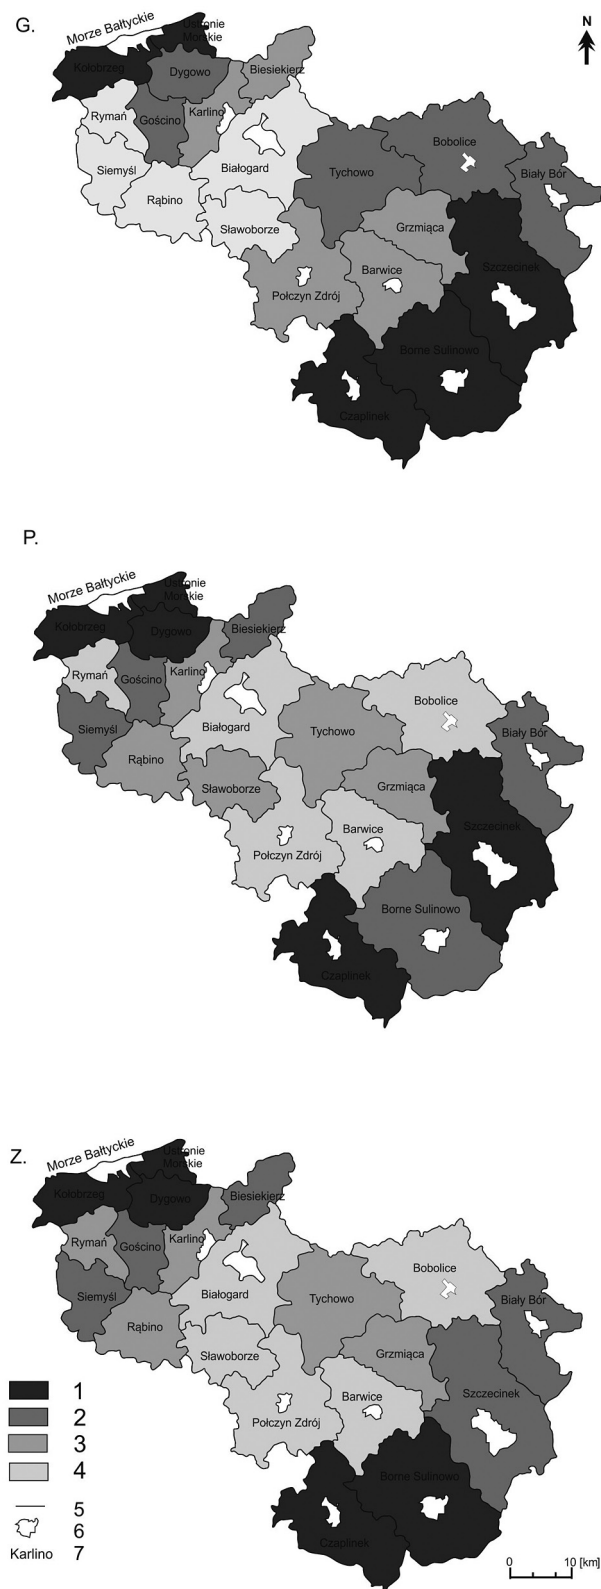 G.
N
Morze Bałtyckie
Ustronie
Morskie
Kołobrzeg
Dygowo
Biesiekierz
Rymań
Gościno
Karlino
Siemyśl
Białogard
Bobolice
Rąbino
Tychowo
Biały Bór
Sławoborze
Grzmiąca
Połczyn Zdrój
Barwice
Szczecinek
Borne Sulinowo
Czaplinek
P.
Morze Bałtyckie
Ustronie
Morskie
Kołobrzeg
Dygowo
Biesiekierz
Rymań
Gościno
Karlino
Siemyśl
Białogard
Bobolice
Rąbino
Tychowo
Biały Bór
Sławoborze
Grzmiąca
Połczyn Zdrój
Barwice
Szczecinek
Borne Sulinowo
Czaplinek
Z.
Morze Bałtyckie
Ustronie
Morskie
Kołobrzeg
Dygowo
Biesiekierz
Rymań
Gościno
Karlino
Siemyśl
Białogard
Bobolice
Rąbino
Tychowo
Biały Bór
Sławoborze
Grzmiąca
Połczyn Zdrój
Barwice
Szczecinek
Borne Sulinowo
Czaplinek
1
2
3
4
5
6
Karlino 7
0 10 [km]